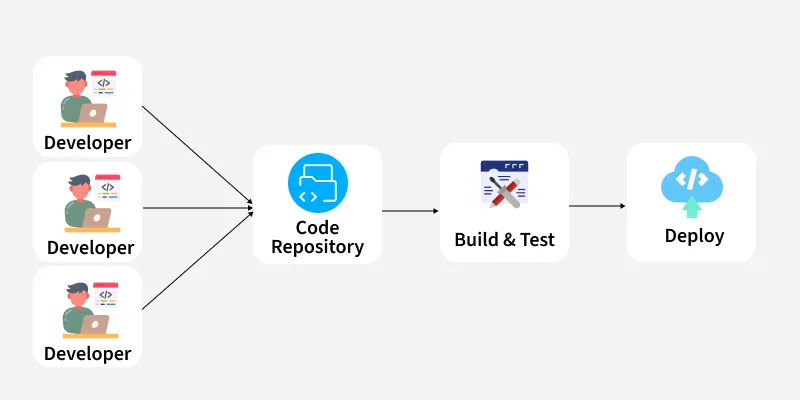 Developer
Developer
Developer
Code
Repository
Build & Test
Deploy